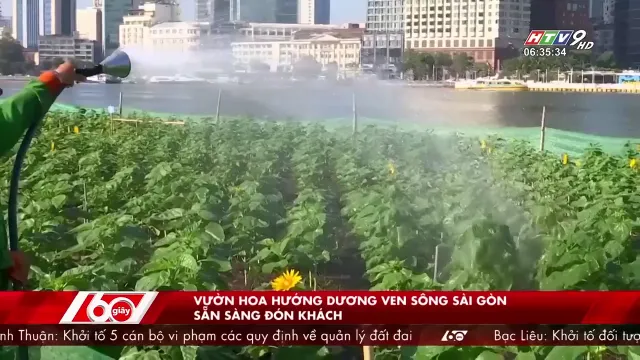 HTV9 HD
06:35:34
60 giây
VƯỜN HOA HƯỚNG DƯƠNG VEN SÔNG SÀI GÒN
SẴN SÀNG ĐÓN KHÁCH
nh Thuận: Khởi tố 5 cán bộ vi phạm các quy định về quản lý đất đai 60 Bạc Liêu: Khởi tố đối